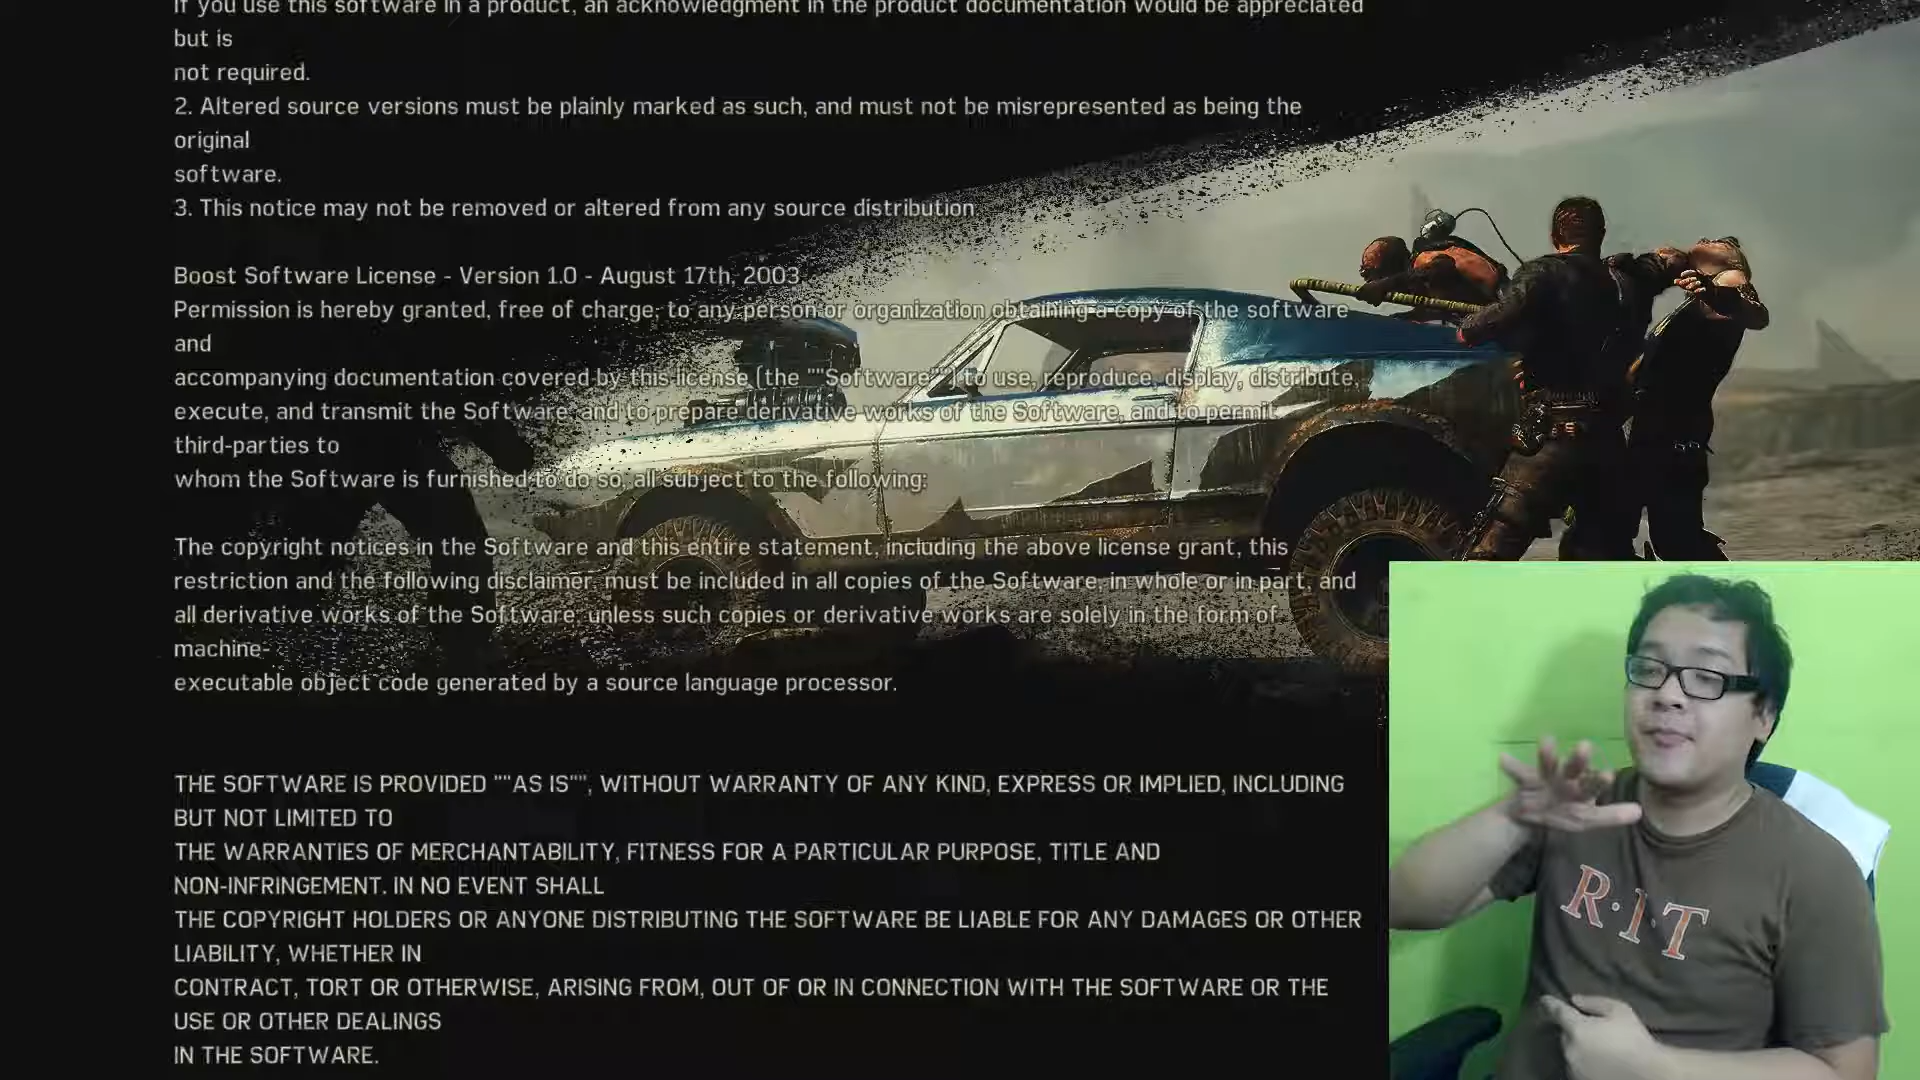 If you use this software in a product, an acknowledgment in the product documentation would be appreciated
but is
not required.
2. Altered source versions must be plainly marked as such, and must not be misrepresented as being the
original
software.
3. This notice may not be removed or altered from any source distribution.
Boost Software License - Version 1.0 - August 17th, 2003
Permission is hereby granted, free of charge, to any person or organization obtaining a copy of the software
and
accompanying documentation covered by this license (the ""Software"") to use, reproduce, display, distribute,
execute, and transmit the Software, and to prepare derivative works of the Software, and to permit
third-parties to
whom the Software is furnished to do so, all subject to the following:
The copyright notices in the Software and this entire statement, including the above license grant, this
restriction and the following disclaimer, must be included in all copies of the Software, in whole or in part, and
all derivative works of the Software, unless such copies or derivative works are solely in the form of
machine-
executable object code generated by a source language processor.
THE SOFTWARE IS PROVIDED ""AS IS"", WITHOUT WARRANTY OF ANY KIND, EXPRESS OR IMPLIED, INCLUDING
BUT NOT LIMITED TO
THE WARRANTIES OF MERCHANTABILITY, FITNESS FOR A PARTICULAR PURPOSE, TITLE AND
NON-INFRINGEMENT. IN NO EVENT SHALL
THE COPYRIGHT HOLDERS OR ANYONE DISTRIBUTING THE SOFTWARE BE LIABLE FOR ANY DAMAGES OR OTHER
LIABILITY, WHETHER IN
CONTRACT, TORT OR OTHERWISE, ARISING FROM, OUT OF OR IN CONNECTION WITH THE SOFTWARE OR THE
USE OR OTHER DEALINGS
IN THE SOFTWARE.
R·I·T